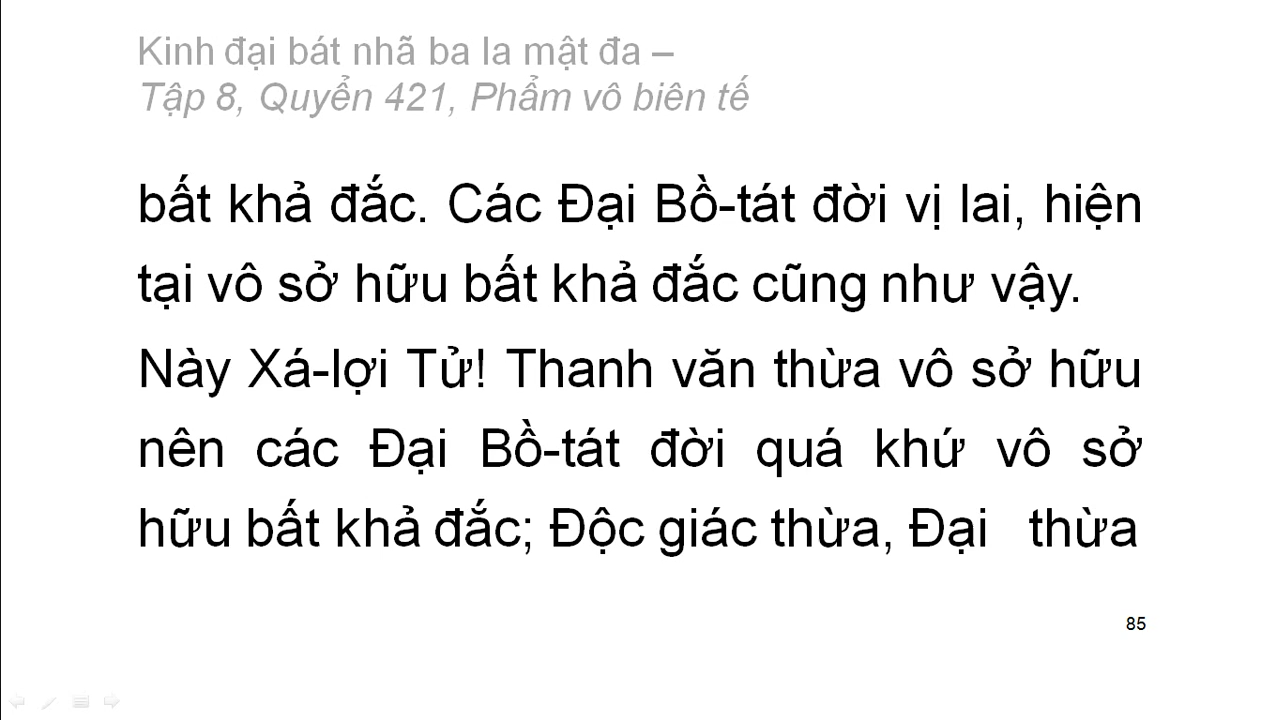 Kinh đại bát nhã ba la mật đa –
Tập 8, Quyển 421, Phẩm vô biên tế
bất khả đắc. Các Đại Bồ-tát đời vị lai, hiện
tại vô sở hữu bất khả đắc cũng như vậy.
Này Xá-lợi Tử! Thanh văn thừa vô sở hữu
nên các Đại Bồ-tát đời quá khứ vô sở
hữu bất khả đắc; Độc giác thừa, Đại thừa
85